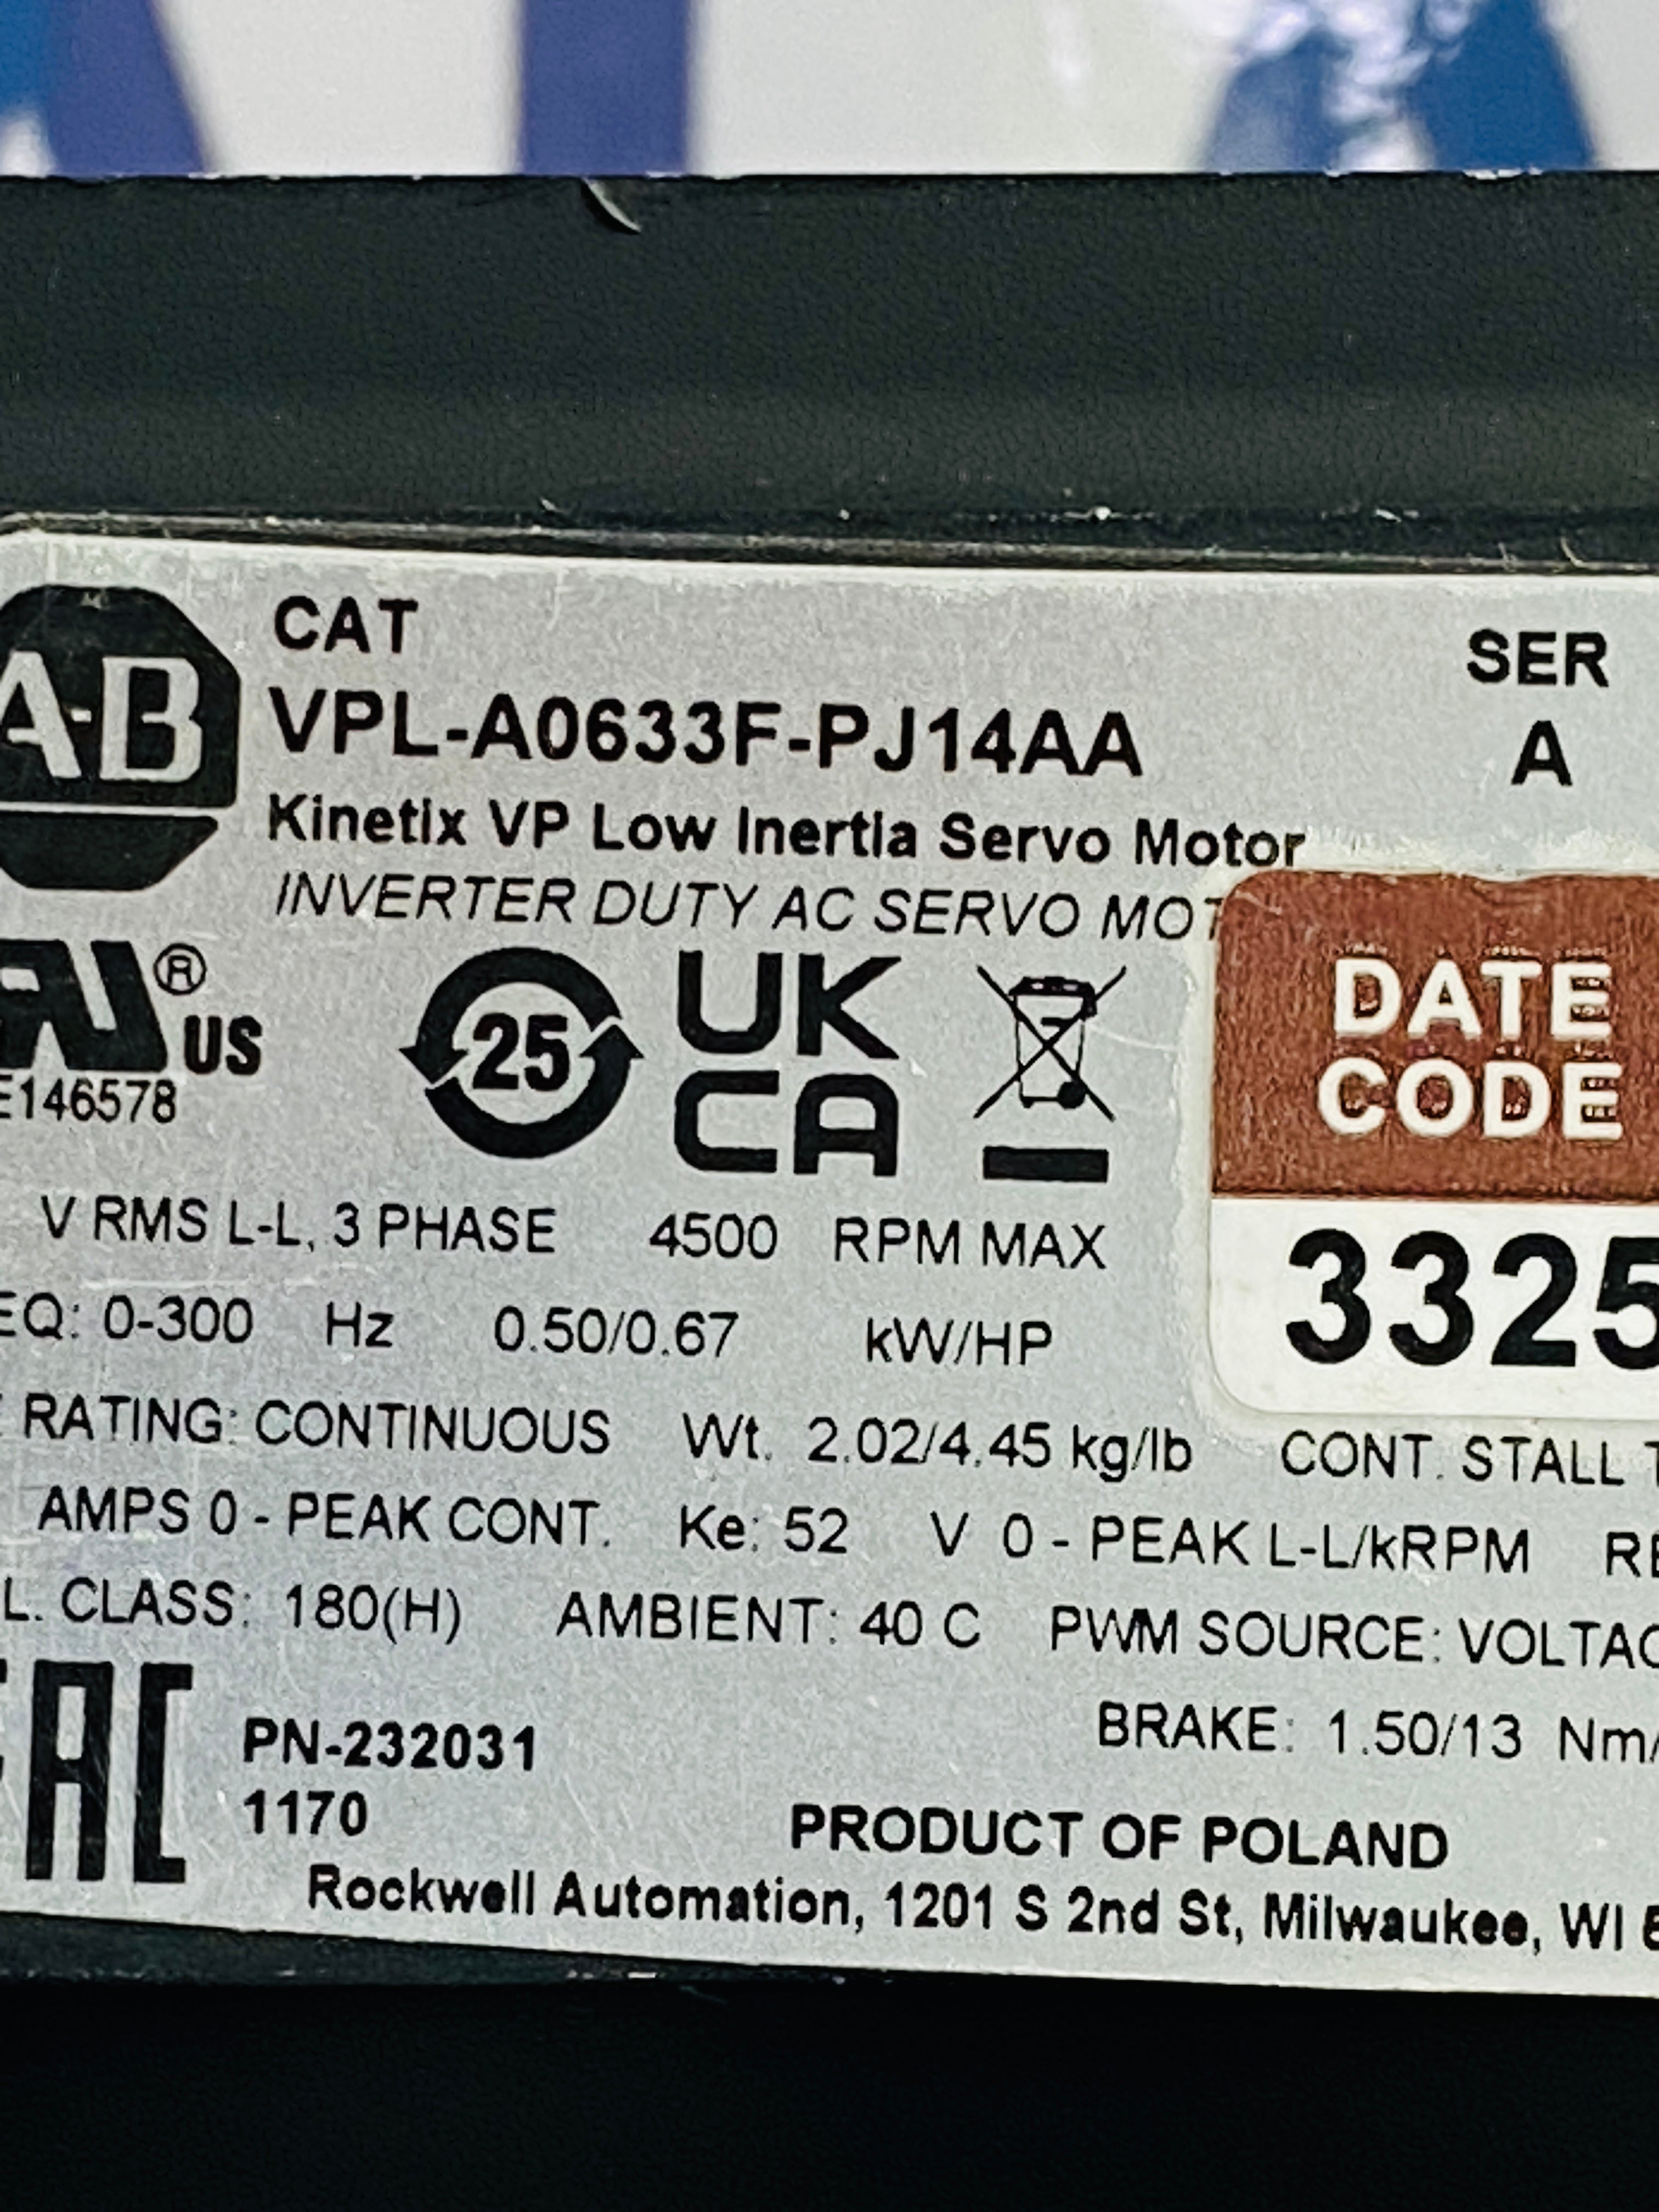 CAT
SER
A-B
VPL-A0633F-PJ14AA
A
Kinetix VP Low Inertia Servo Motor
INVERTER DUTY AC SERVO
DATE
CODE
3325
® US
E146578
25
UK
CA
V RMS L-L, 3 PHASE 4500 RPM MAX
0-300 Hz 0.50/0.67 kW/HP
RATING: CONTINUOUS Wt. 2.02/4.45 kg/lb CONT. STALL
AMPS 0 - PEAK CONT. Ke: 52 V 0 - PEAK L-L/kRPM
CLASS: 180(H) AMBIENT: 40 C PWM SOURCE:
EAC
BRAKE: 1.50/13 Nm/
PN-232031
1170
PRODUCT OF POLAND
Rockwell Automation, 1201 S 2nd St, Milwaukee, WI